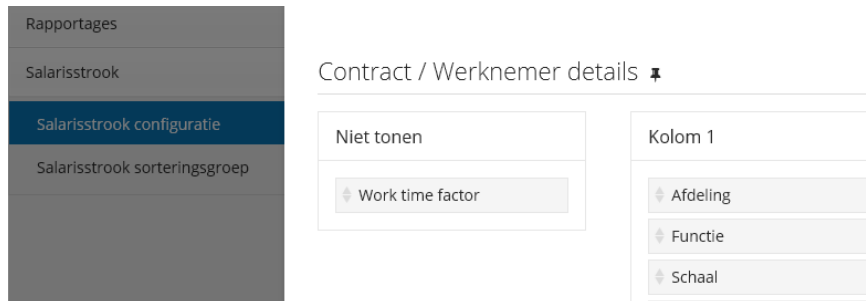 Rapportages
Salarisstrook
Salarisstrook configuratie
Salarisstrook sorteringsgroep
Contract / Werknemer details
Niet tonen
Work time factor
Kolom 1
Afdeling
Functie
Schaal